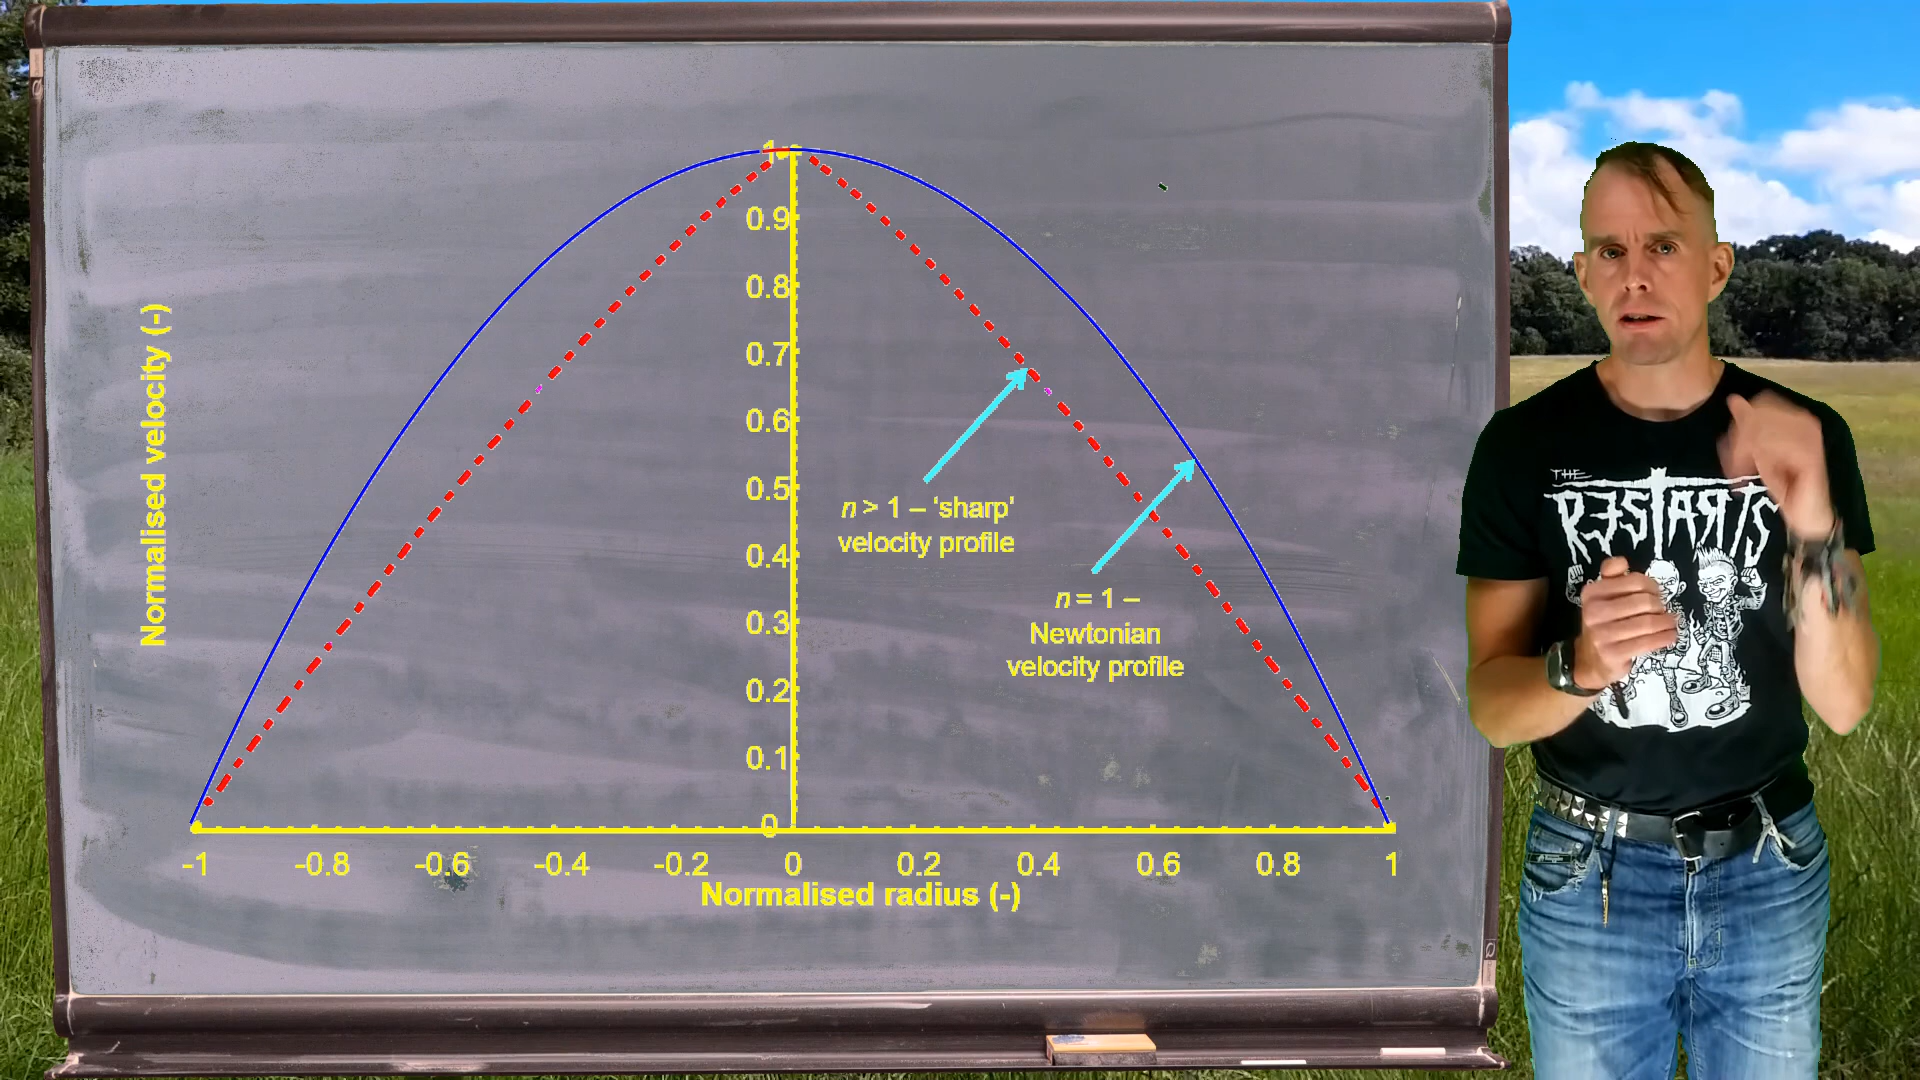 1
0.9
0.8
0.7
0.6
0.5
0.4
0.3
0.2
0.1
0
Normalised velocity (-)
n > 1 – ‘sharp’
velocity profile
n = 1 –
Newtonian
velocity profile
-1 -0.8 -0.6 -0.4 -0.2 0 0.2 0.4 0.6 0.8 1
Normalised radius (-)
THE
RESTARTS